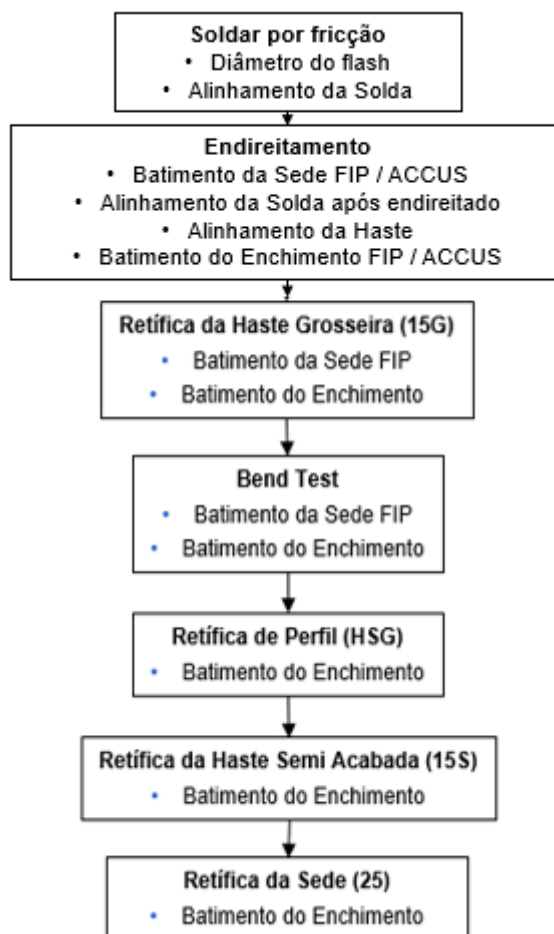 Soldar por fricção
• Diâmetro do flash
• Alinhamento da Solda
Endireitamento
• Batimento da Sede FIP / ACCUS
• Alinhamento da Solda após endireitado
• Alinhamento da Haste
• Batimento do Enchimento FIP / ACCUS
Retífica da Haste Grosseira (15G)
• Batimento da Sede FIP
• Batimento do Enchimento
Bend Test
• Batimento da Sede FIP
• Batimento do Enchimento
Retífica de Perfil (HSG)
• Batimento do Enchimento
Retífica da Haste Semi Acabada (15S)
• Batimento do Enchimento
Retífica da Sede (25)
• Batimento do Enchimento